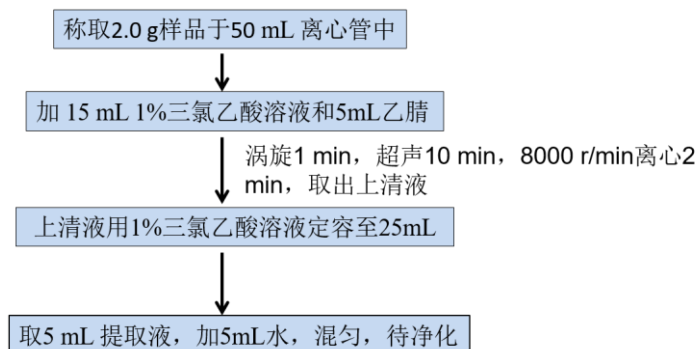 称取2.0 g样品于50 mL 离心管中
加 15 mL 1%三氯乙酸溶液和5mL乙腈
涡旋1 min，超声10 min，8000 r/min离心2
min，取出上清液
上清液用1%三氯乙酸溶液定容至25mL
取5 mL 提取液，加5mL水，混匀，待净化